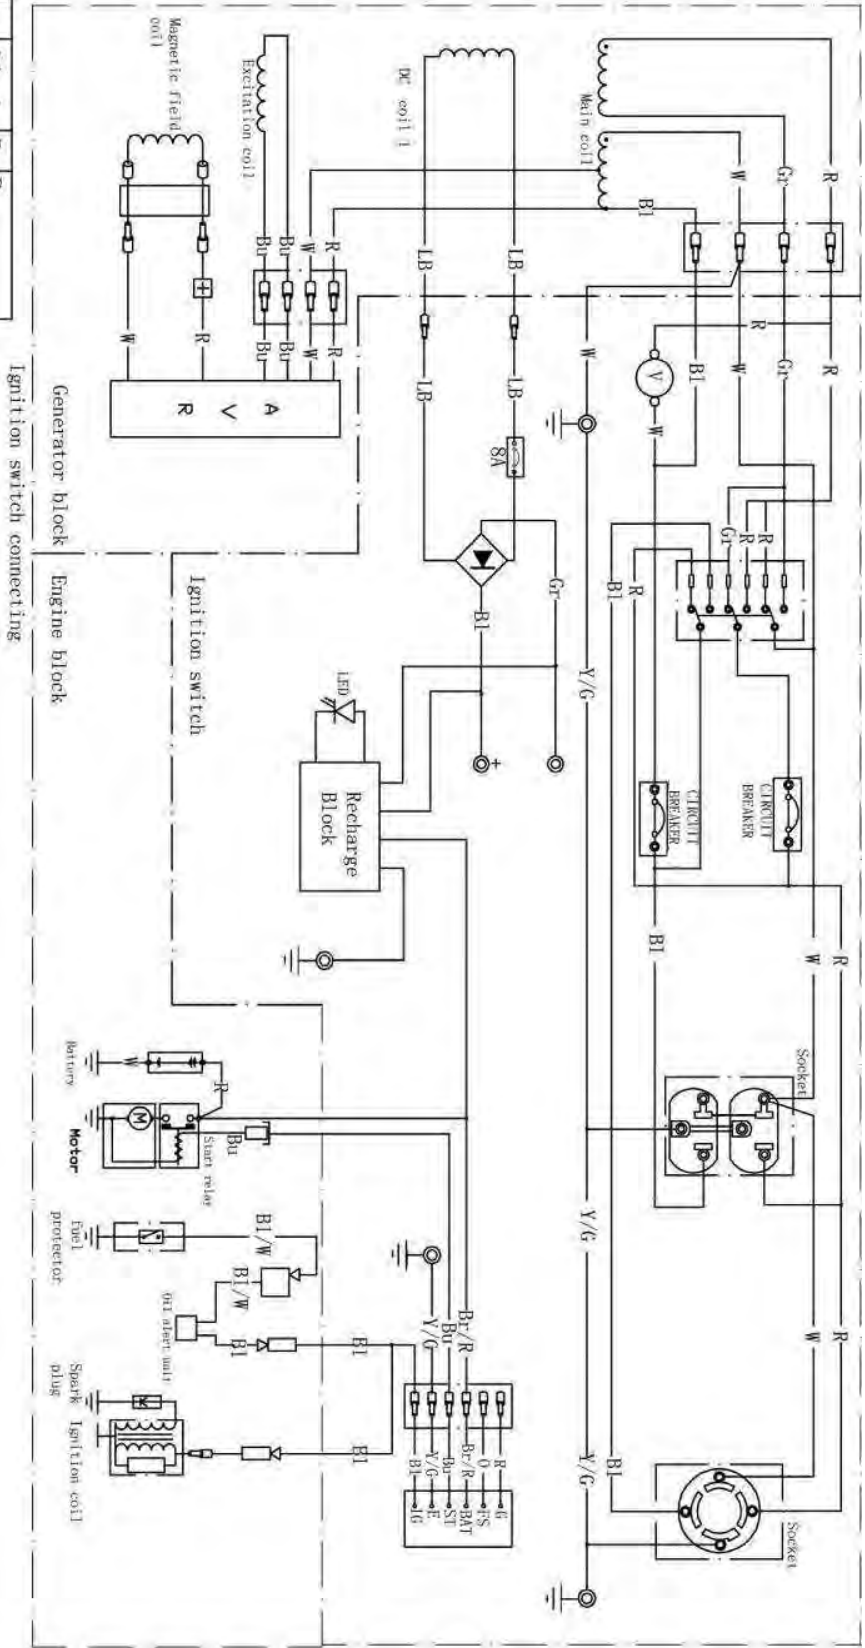 Magnetic field
coil
Excitation coil
DC coil 1
Main coil
W
Gr
R
Bl
Bu
Bu
W
R
LB
LB
W
R
Bu
Bu
W
R
LB
LB
W
R
Bl
W
Gr
R
V
W
8A
A
V
R
Gr
R
R
Bl
R
Gr
Bl
Y/G
+
LED
Recharge
Block
CIRCUIT
BREAKER
CIRCUIT
BREAKER
Bl
W
R
Generator block
Engine block
Ignition switch
Ignition switch connecting
Battery
W
R
M
Motor
Start relay
Bu
Socket
Y/G
fuel
protector
Bl/W
Bl/W
Oil alert unit
Bl
Bl
Y/G
Bu
Br/R
W
R
Spark
plug
Ignition coil
Bl
Bl
Y/G
Bu
Br/R
O
R
IG
E
ST
BAT
FS
G
Y/G
Bl
Socket